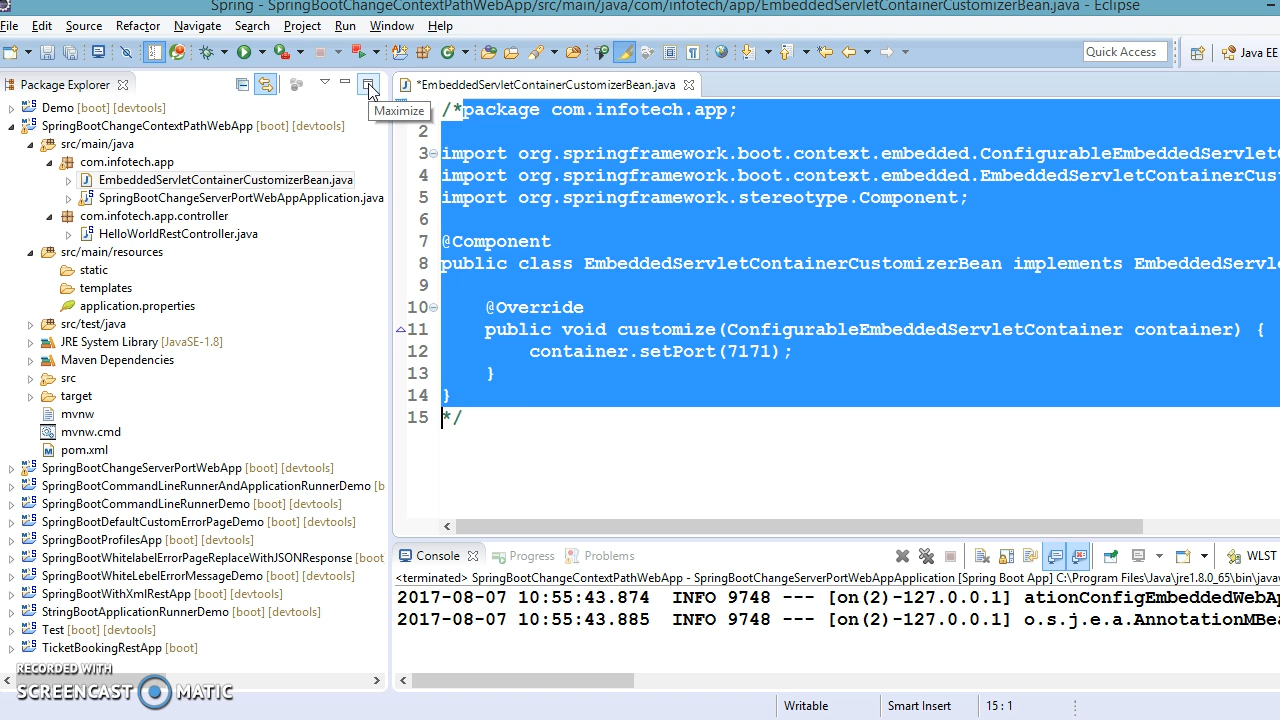 Spring - SpringBootChangeContextPathWebApp/src/main/java/com/infotech/app/EmbeddedServletContainerCustomizerBean.java - Eclipse
File Edit Source Refactor Navigate Search Project Run Window Help
Quick Access
Java EE
Package Explorer
*EmbeddedServletContainerCustomizerBean.java
Maximize
Demo [boot] [devtools]
SpringBootChangeContextPathWebApp [boot] [devtools]
src/main/java
com.infotech.app
EmbeddedServletContainerCustomizerBean.java
SpringBootChangeServerPortWebAppApplication.java
com.infotech.app.controller
HelloWorldRestController.java
src/main/resources
static
templates
application.properties
src/test/java
JRE System Library [JavaSE-1.8]
Maven Dependencies
src
target
mvnw
mvnw.cmd
pom.xml
SpringBootChangeServerPortWebApp [boot] [devtools]
SpringBootCommandLineRunnerAndApplicationRunnerDemo [b
SpringBootCommandLineRunnerDemo [boot] [devtools]
SpringBootDefaultCustomErrorPageDemo [boot] [devtools]
SpringBootProfilesApp [boot] [devtools]
SpringBootWhitelabelErrorPageReplaceWithJSONResponse [boot
SpringBootWhiteLebelErrorMessageDemo [boot] [devtools]
SpringBootWithXmlRestApp [boot] [devtools]
StringBootApplicationRunnerDemo [boot] [devtools]
Test [boot] [devtools]
TicketBookingRestApp [boot]
/*package com.infotech.app;
2
3 import org.springframework.boot.context.embedded.ConfigurableEmbeddedServlet
4 import org.springframework.boot.context.embedded.EmbeddedServletContainerCus
5 import org.springframework.stereotype.Component;
6
7 @Component
8 public class EmbeddedServletContainerCustomizerBean implements EmbeddedServl
9
10 @Override
11 public void customize(ConfigurableEmbeddedServletContainer container) {
12 container.setPort(7171);
13 }
14 }
15 */
Console Progress Problems
WLST
<terminated> SpringBootChangeContextPathWebApp - SpringBootChangeServerPortWebAppApplication [Spring Boot App] C:\Program Files\Java\jre1.8.0_65\bin\java
2017-08-07 10:55:43.874 INFO 9748 --- [on(2)-127.0.0.1] ationConfigEmbeddedWebAp
2017-08-07 10:55:43.885 INFO 9748 --- [on(2)-127.0.0.1] o.s.j.e.a.AnnotationMBea
RECORDED WITH
SCREENCAST MATIC
Writable
Smart Insert
15 : 1